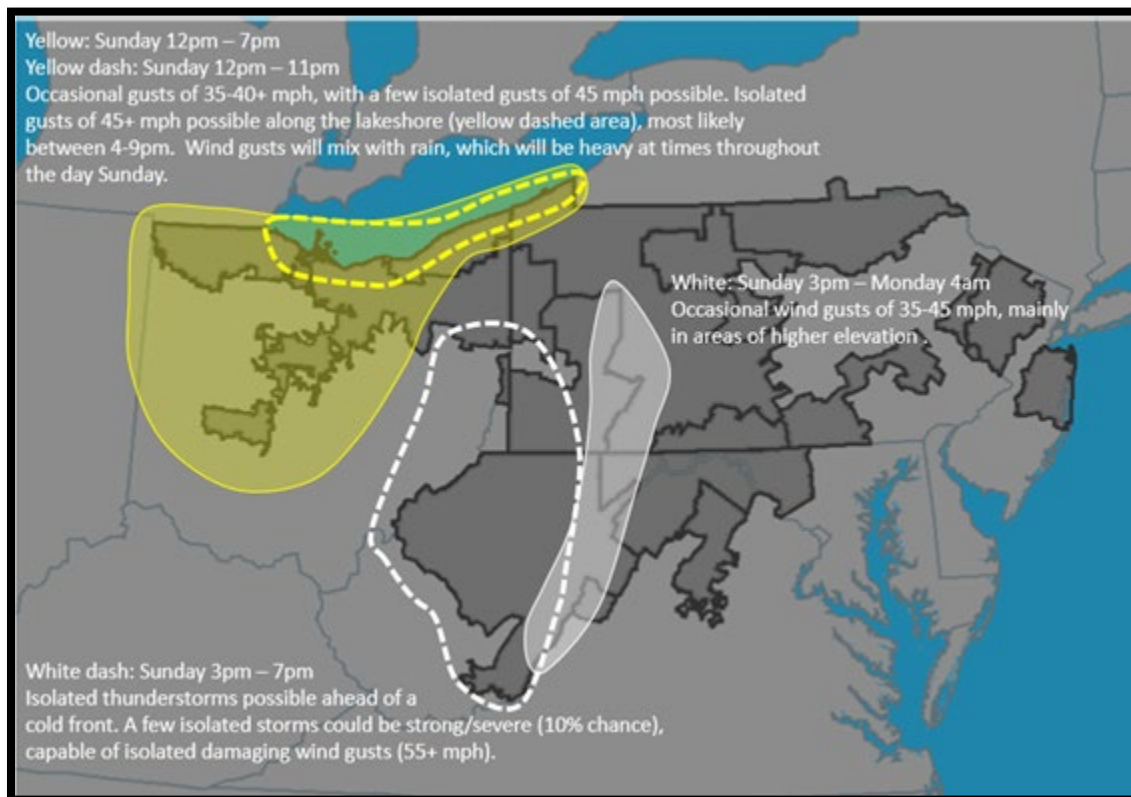 Yellow: Sunday 12pm – 7pm
Yellow dash: Sunday 12pm – 11pm
Occasional gusts of 35-40+ mph, with a few isolated gusts of 45 mph possible. Isolated
gusts of 45+ mph possible along the lakeshore (yellow dashed area), most likely
between 4-9pm.  Wind gusts will mix with rain, which will be heavy at times throughout
the day Sunday.
White: Sunday 3pm – Monday 4am
Occasional wind gusts of 35-45 mph, mainly
in areas of higher elevation .
White dash: Sunday 3pm – 7pm
Isolated thunderstorms possible ahead of a
cold front. A few isolated storms could be strong/severe (10% chance),
capable of isolated damaging wind gusts (55+ mph).